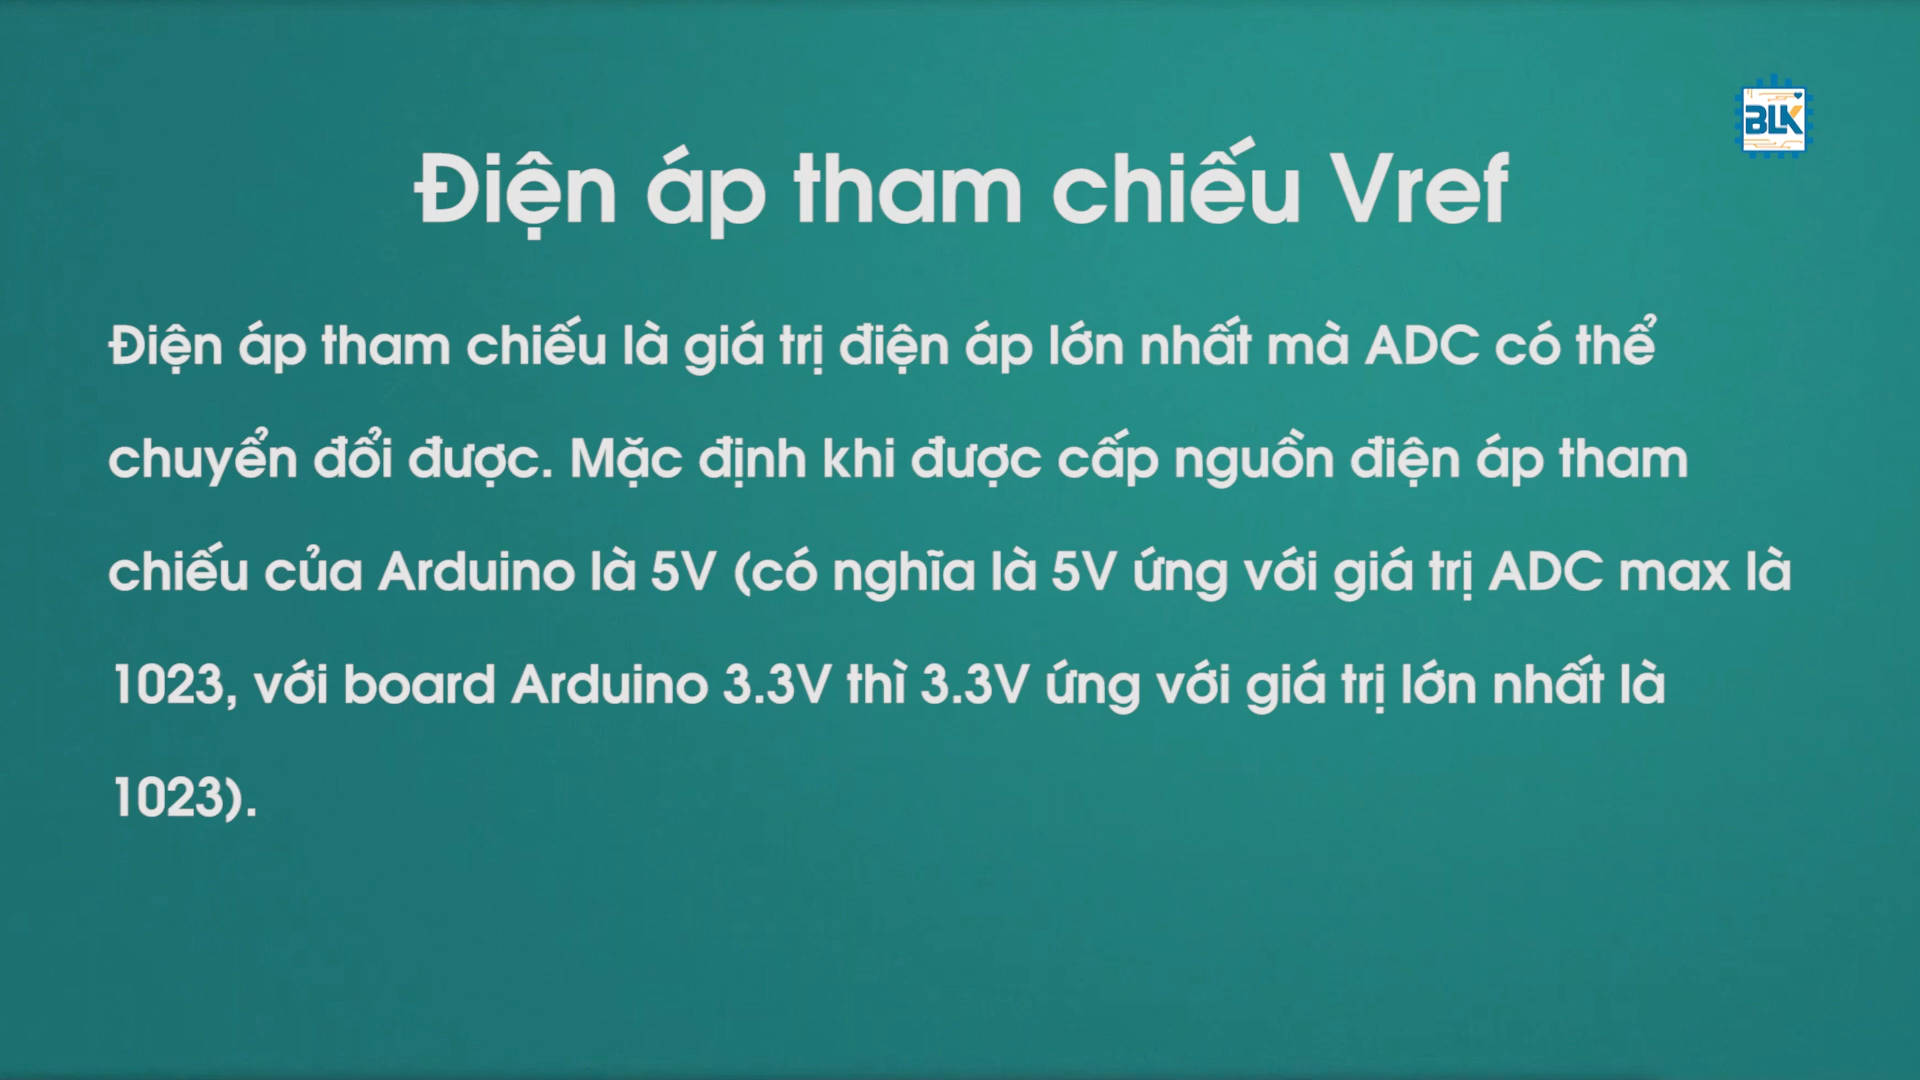 BLK
Điện áp tham chiếu Vref
Điện áp tham chiếu là giá trị điện áp lớn nhất mà ADC có thể
chuyển đổi được. Mặc định khi được cấp nguồn điện áp tham
chiếu của Arduino là 5V (có nghĩa là 5V ứng với giá trị ADC max là
1023, với board Arduino 3.3V thì 3.3V ứng với giá trị lớn nhất là
1023).